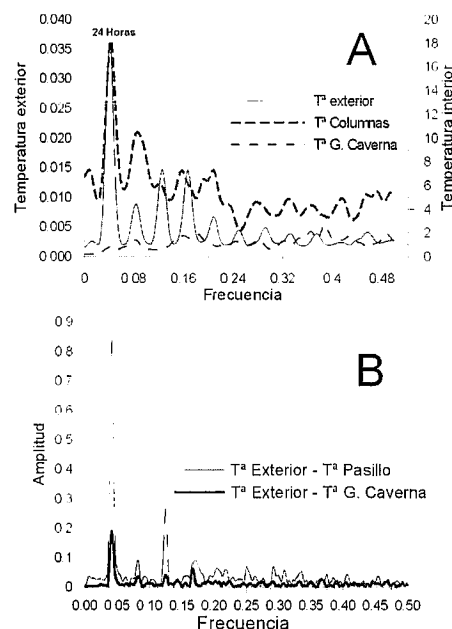 0.040
0.035
0.030
0.025
0.020
0.015
0.010
0.005
0.000
Temperatura exterior
24 Horas
A
Tª exterior
Tª Columnas
Tª G. Caverna
20
18
16
14
12
10
8
6
4
2
0
Temperatura interior
0 0.08 0.16 0.24 0.32 0.40 0.48
Frecuencia
0.9
0.8
0.7
0.6
0.5
0.4
0.3
0.2
0.1
0
Amplitud
B
Tª Exterior - Tª Pasillo
Tª Exterior - Tª G. Caverna
0.00 0.05 0.10 0.15 0.20 0.25 0.30 0.35 0.40 0.45 0.50
Frecuencia